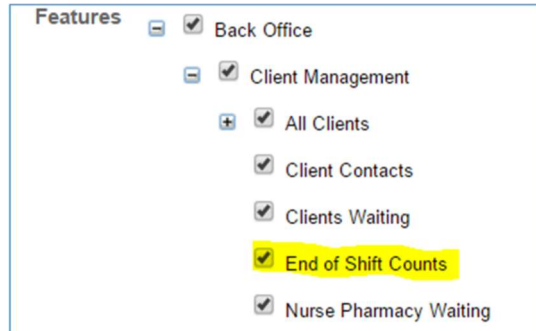 Features
Back Office
Client Management
All Clients
Client Contacts
Clients Waiting
End of Shift Counts
Nurse Pharmacy Waiting